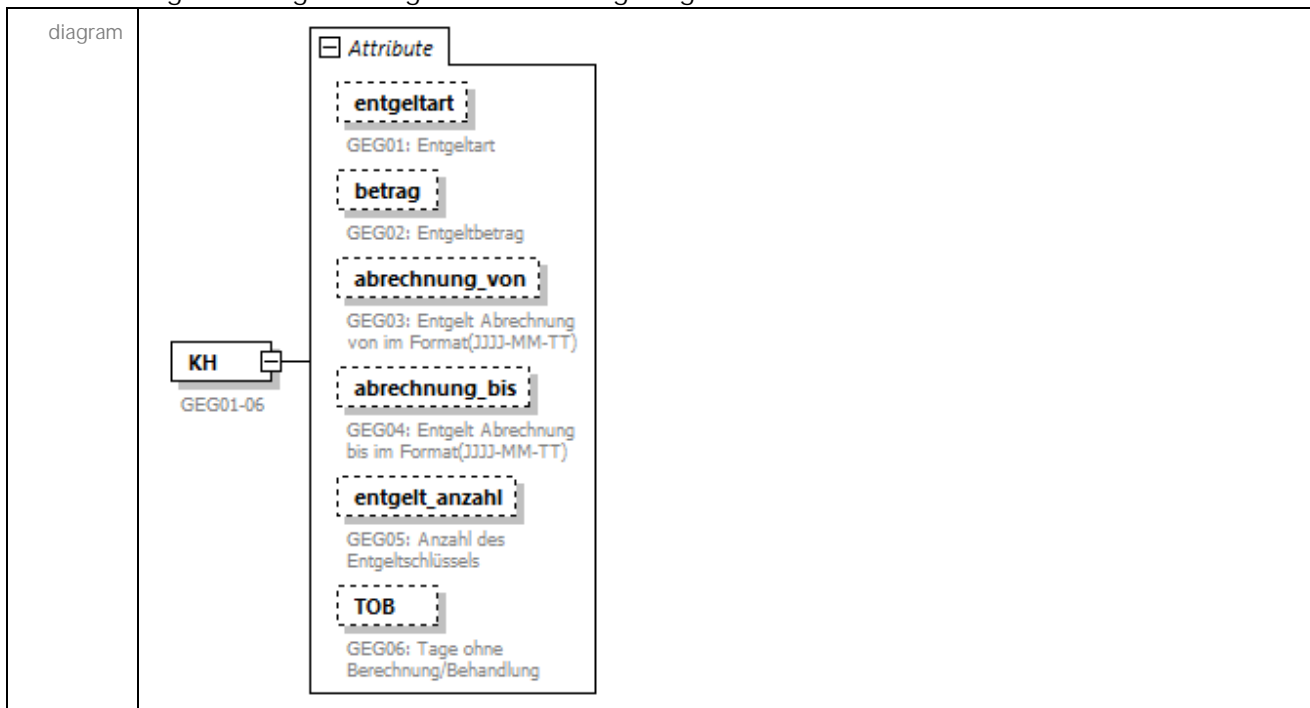 diagram
Attribute
entgeltart
GEG01: Entgeltart
betrag
GEG02: Entgeltbetrag
abrechnung_von
GEG03: Entgelt Abrechnung
von im Format(JJJJ-MM-TT)
KH
GEG01-06
abrechnung_bis
GEG04: Entgelt Abrechnung
bis im Format(JJJJ-MM-TT)
entgelt_anzahl
GEG05: Anzahl des
Entgeltschlüssels
TOB
GEG06: Tage ohne
Berechnung/Behandlung